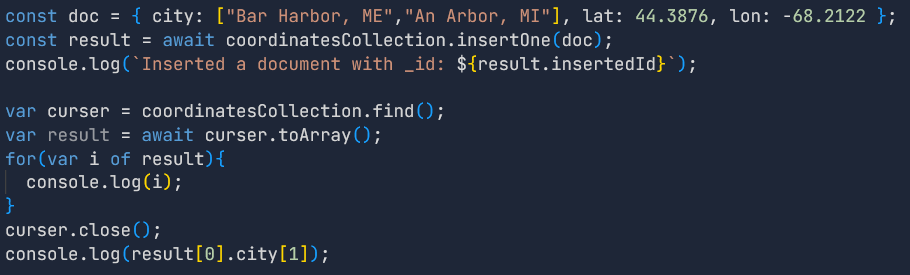 const doc = { city: ["Bar Harbor, ME","An Arbor, MI"], lat: 44.3876, lon: -68.2122 };
const result = await coordinatesCollection.insertOne(doc);
console.log(`Inserted a document with _id: ${result.insertedId}`);
var curser = coordinatesCollection.find();
var result = await curser.toArray();
for(var i of result){
  console.log(i);
}
curser.close();
console.log(result[0].city[1]);